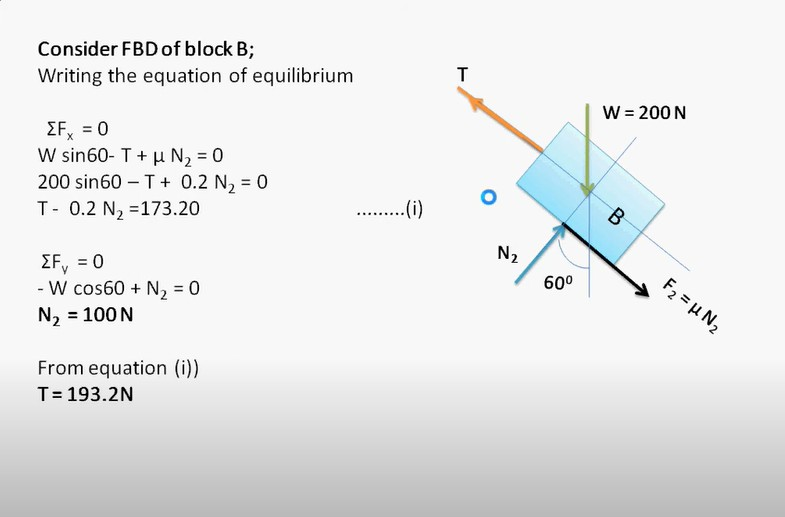 Consider FBD of block B;
Writing the equation of equilibrium
ΣFₓ = 0
W sin60- T + μ N₂ = 0
200 sin60 – T + 0.2 N₂ = 0
T - 0.2 N₂ =173.20 .........(i)
ΣFᵧ = 0
- W cos60 + N₂ = 0
N₂ = 100 N
From equation (i))
T = 193.2N
T
W = 200 N
B
N₂
60⁰
F₂ = μ N₂